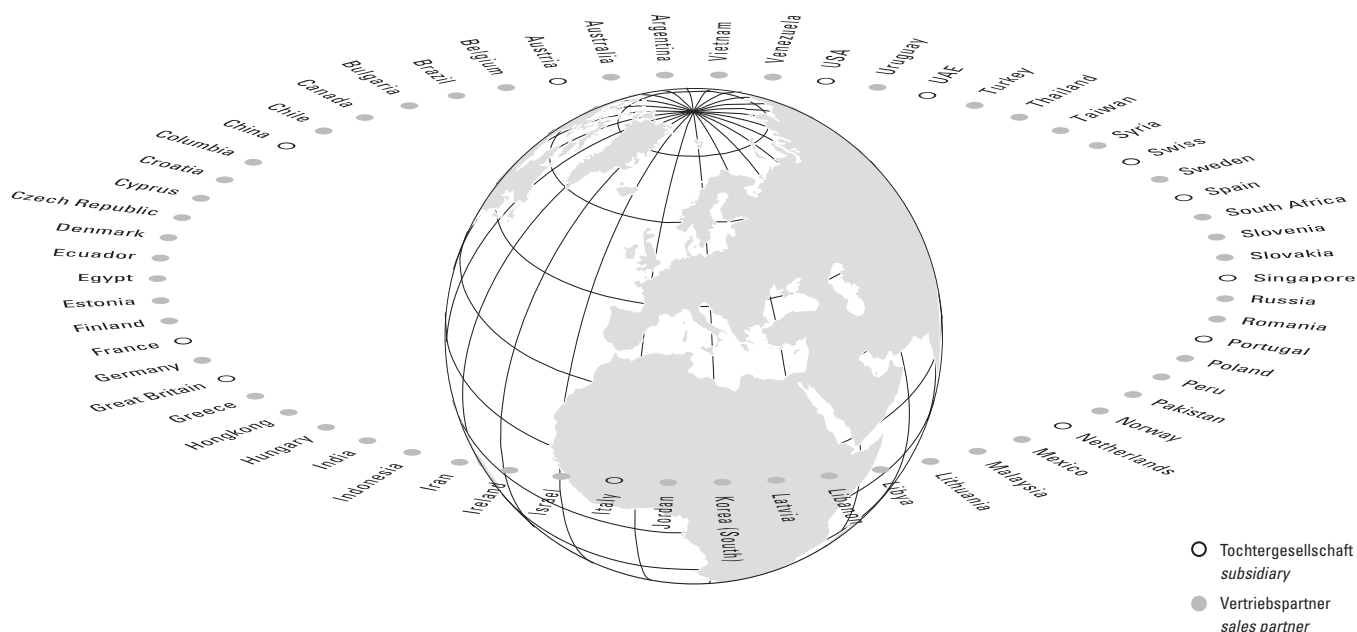 Argentina
Vietnam
Venezuela
USA
Uruguay
UAE
Turkey
Thailand
Taiwan
Syria
Swiss
Sweden
Spain
South Africa
Slovenia
Slovakia
Singapore
Russia
Romania
Portugal
Poland
Peru
Pakistan
Norway
Netherlands
Mexico
Malaysia
Lithuania
Libya
Libanon
Latvia
Korea (South)
Jordan
Italy
Israel
Ireland
Iran
Indonesia
India
Hungary
Hongkong
Greece
Great Britain
Germany
France
Finland
Estonia
Egypt
Ecuador
Denmark
Czech Republic
Cyprus
Croatia
Columbia
China
Chile
Canada
Bulgaria
Brazil
Belgium
Austria
Australia
Tochtergesellschaft
subsidiary
Vertriebspartner
sales partner